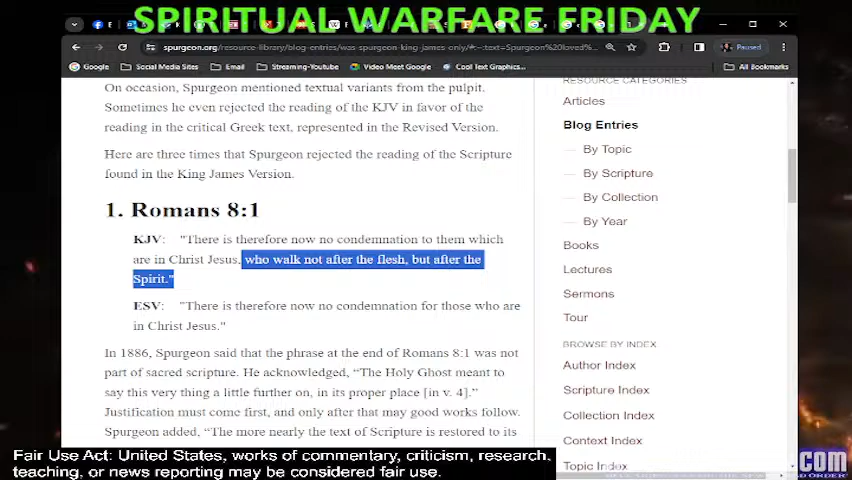 SPIRITUAL WARFARE FRIDAY
spurgeon.org/resource-library/blog-entries/was-spurgeon-king-james-only/#:~:text=Spurgeon%20loved%...
Paused
Google
Social Media Sites
Email
Streaming-Youtube
Video Meet Google
Cool Text Graphics...
All Bookmarks
On occasion, Spurgeon mentioned textual variants from the pulpit.
Sometimes he even rejected the reading of the KJV in favor of the
reading in the critical Greek text, represented in the Revised Version.
Here are three times that Spurgeon rejected the reading of the Scripture
found in the King James Version.
1. Romans 8:1
KJV: "There is therefore now no condemnation to them which
are in Christ Jesus, who walk not after the flesh, but after the
Spirit."
ESV: "There is therefore now no condemnation for those who are
in Christ Jesus."
In 1886, Spurgeon said that the phrase at the end of Romans 8:1 was not
part of sacred scripture. He acknowledged, “The Holy Ghost meant to
say this very thing a little further on, in its proper place [in v. 4].”
Justification must come first, and only after that may good works follow.
Spurgeon added, “The more nearly the text of Scripture is restored to its
RESOURCE CATEGORIES
Articles
Blog Entries
By Topic
By Scripture
By Collection
By Year
Books
Lectures
Sermons
Tour
BROWSE BY INDEX
Author Index
Scripture Index
Collection Index
Context Index
Topic Index
Fair Use Act: United States, works of commentary, criticism, research,
teaching, or news reporting may be considered fair use.
.com